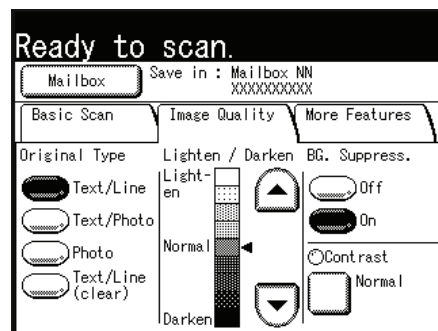 Ready to scan.
Mailbox
Save in : Mailbox NN
XXXXXXXXXX
Basic Scan
Image Quality
More Features
Original Type
Text/Line
Text/Photo
Photo
Text/Line
(clear)
Lighten / Darken
Light-
en
Normal
Darken
BG. Suppress.
Off
On
Contrast
Normal